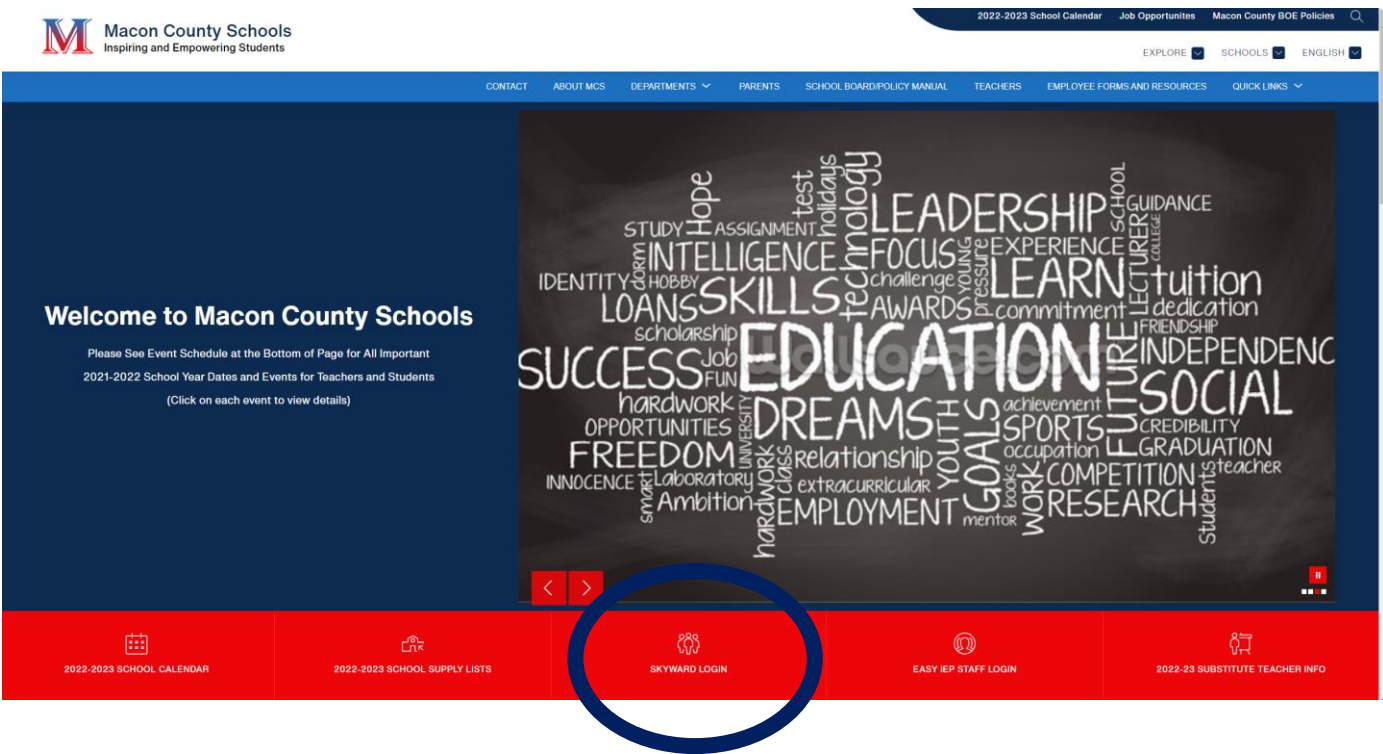 Macon County Schools
Inspiring and Empowering Students
2022-2023 School Calendar Job Opportunites Macon County BOE Policies
EXPLORE SCHOOLS ENGLISH
CONTACT ABOUT MCS DEPARTMENTS PARENTS SCHOOL BOARD/POLICY MANUAL TEACHERS EMPLOYEE FORMS AND RESOURCES QUICK LINKS
Welcome to Macon County Schools
Please See Event Schedule at the Bottom of Page for All Important
2021-2022 School Year Dates and Events for Teachers and Students
(Click on each event to view details)
Hope
test
holidays
technology
LEADERSHIP
SCHOOL
GUIDANCE
STUDY
ASSIGNMENT
COLLEGE
LECTURER
dorm
INTELLIGENCE
FOCUS
YOUNG
pressure
EXPERIENCE
IDENTITY
HOBBY
challenge
LEARN
tuition
LOANS
SKILLS
AWARDS
commitment
dedication
scholarship
FRIENDSHIP
SUCCESS
Job
FUN
EDUCATION
Wallsauce.com
FUTURE
INDEPENDENC
hardwork
DREAMS
achievement
SOCIAL
OPPORTUNITIES
UNIVERSITY
YOUTH
GOALS
SPORTS
CREDIBILITY
FREEDOM
class
relationship
occupation
GRADUATION
INNOCENCE
smart
Laboratory
hardwork
extracurricular
books
WORK
COMPETITION
students
teacher
Ambition
EMPLOYMENT
mentor
RESEARCH
2022-2023 SCHOOL CALENDAR 2022-2023 SCHOOL SUPPLY LISTS SKYWARD LOGIN EASY IEP STAFF LOGIN 2022-23 SUBSTITUTE TEACHER INFO